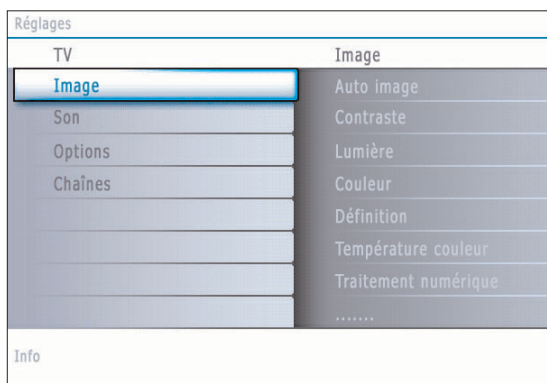 Réglages
TV
Image
Image
Auto image
Son
Contraste
Options
Lumière
Chaînes
Couleur
Définition
Température couleur
Traitement numérique
.......
Info